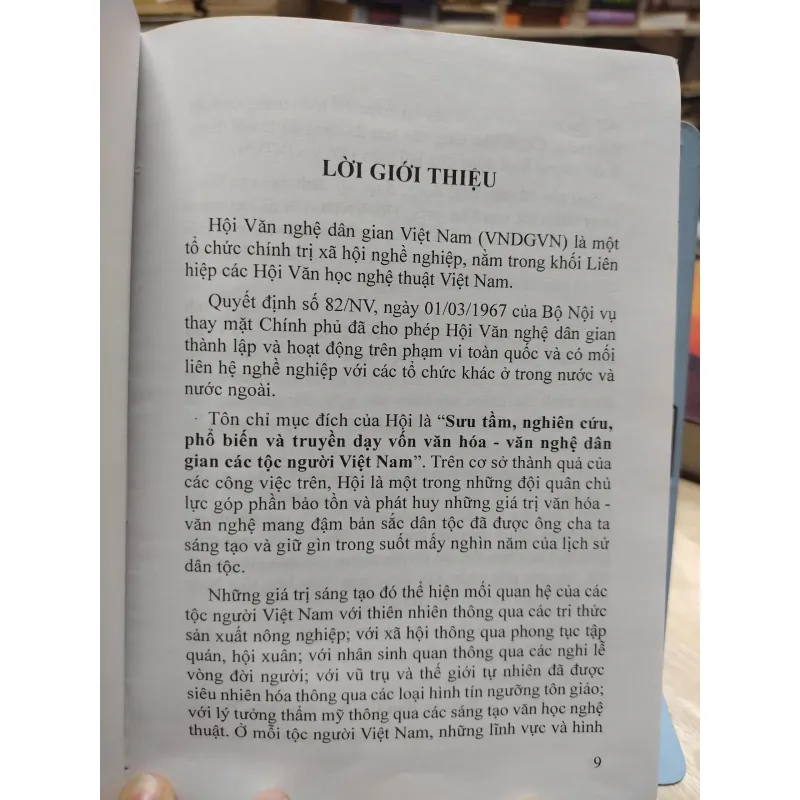 LỜI GIỚI THIỆU
Hội Văn nghệ dân gian Việt Nam (VNDGVN) là một
tổ chức chính trị xã hội nghề nghiệp, nằm trong khối Liên
hiệp các Hội Văn học nghệ thuật Việt Nam.
Quyết định số 82/NV, ngày 01/03/1967 của Bộ Nội vụ
thay mặt Chính phủ đã cho phép Hội Văn nghệ dân gian
thành lập và hoạt động trên phạm vi toàn quốc và có mối
liên hệ nghề nghiệp với các tổ chức khác ở trong nước và
nước ngoài.
Tôn chỉ mục đích của Hội là “Sưu tầm, nghiên cứu,
phổ biến và truyền dạy vốn văn hóa - văn nghệ dân
gian các tộc người Việt Nam”. Trên cơ sở thành quả của
các công việc trên, Hội là một trong những đội quân chủ
lực góp phần bảo tồn và phát huy những giá trị văn hóa -
văn nghệ mang đậm bản sắc dân tộc đã được ông cha ta
sáng tạo và giữ gìn trong suốt mấy nghìn năm của lịch sử
dân tộc.
Những giá trị sáng tạo đó thể hiện mối quan hệ của các
tộc người Việt Nam với thiên nhiên thông qua các tri thức
sản xuất nông nghiệp; với xã hội thông qua phong tục tập
quán, hội xuân; với nhân sinh quan thông qua các nghi lễ
vòng đời người; với vũ trụ và thế giới tự nhiên đã được
siêu nhiên hóa thông qua các loại hình tín ngưỡng tôn giáo;
với lý tưởng thẩm mỹ thông qua các sáng tạo văn học nghệ
thuật. Ở mỗi tộc người Việt Nam, những lĩnh vực và hình
9